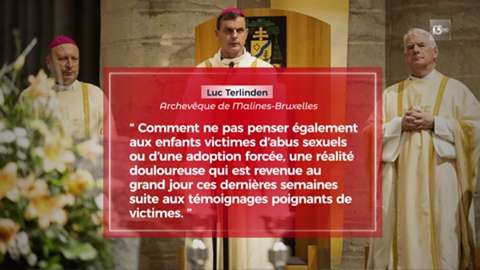 Luc Terlinden
Archevêque de Malines-Bruxelles
“ Comment ne pas penser également
aux enfants victimes d’abus sexuels
ou d’une adoption forcée, une réalité
douloureuse qui est revenue au
grand jour ces dernières semaines
suite aux témoignages poignants de
victimes. ”